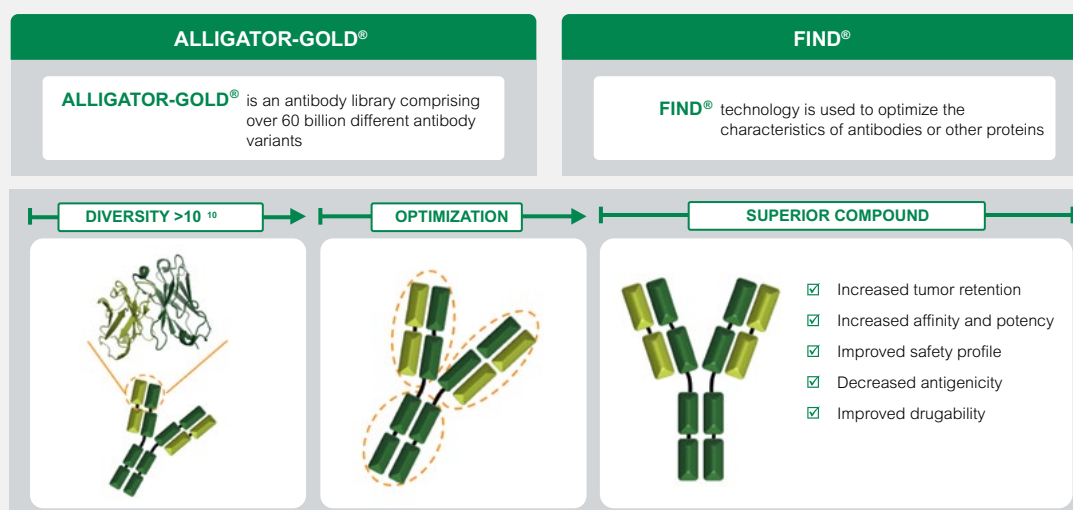 ALLIGATOR-GOLD®
ALLIGATOR-GOLD® is an antibody library comprising
over 60 billion different antibody
variants
FIND®
FIND® technology is used to optimize the
characteristics of antibodies or other proteins
DIVERSITY >10 10
OPTIMIZATION
SUPERIOR COMPOUND
Increased tumor retention
Increased affinity and potency
Improved safety profile
Decreased antigenicity
Improved drugability